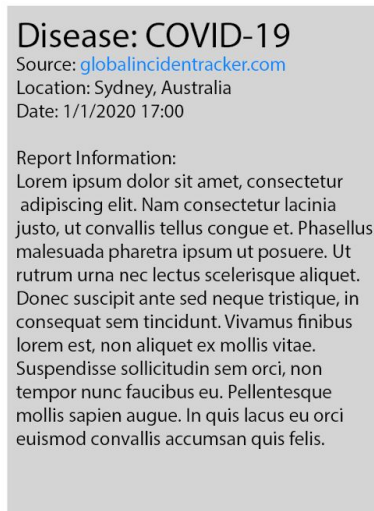 Disease: COVID-19
Source: globalincidentracker.com
Location: Sydney, Australia
Date: 1/1/2020 17:00
Report Information:
Lorem ipsum dolor sit amet, consectetur
adipiscing elit. Nam consectetur lacinia
justo, ut convallis tellus congue et. Phasellus
malesuada pharetra ipsum ut posuere. Ut
rutrum urna nec lectus scelerisque aliquet.
Donec suscipit ante sed neque tristique, in
consequat sem tincidunt. Vivamus finibus
lorem est, non aliquet ex mollis vitae.
Suspendisse sollicitudin sem orci, non
tempor nunc faucibus eu. Pellentesque
mollis sapien augue. In quis lacus eu orci
euismod convallis accumsan quis felis.